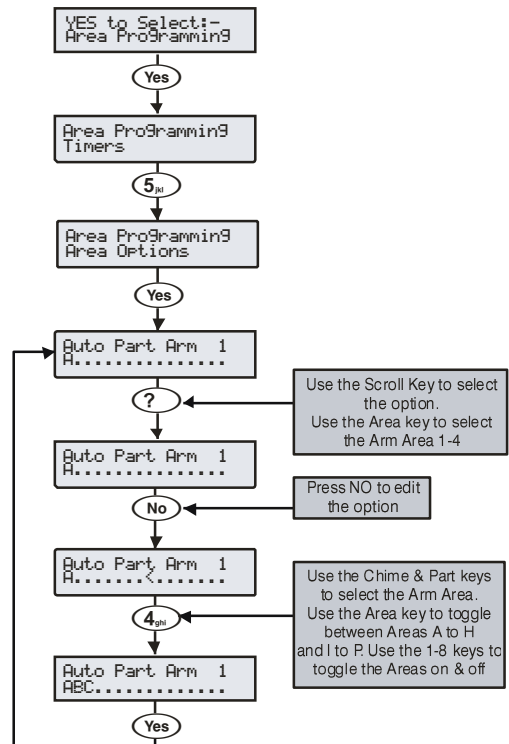 YES to Select:-
Area Programming
Yes
Area Programming
Timers
5jkl
Area Programming
Area Options
Yes
Auto Part Arm 1
A...............
?
Use the Scroll Key to select
the option.
Use the Area key to select
the Arm Area 1-4
Auto Part Arm 1
A...............
No
Press NO to edit
the option
Auto Part Arm 1
A.......<.......
4ghi
Use the Chime & Part keys
to select the Arm Area.
Use the Area key to toggle
between Areas A to H
and I to P. Use the 1-8 keys to
toggle the Areas on & off
Auto Part Arm 1
ABC.............
Yes